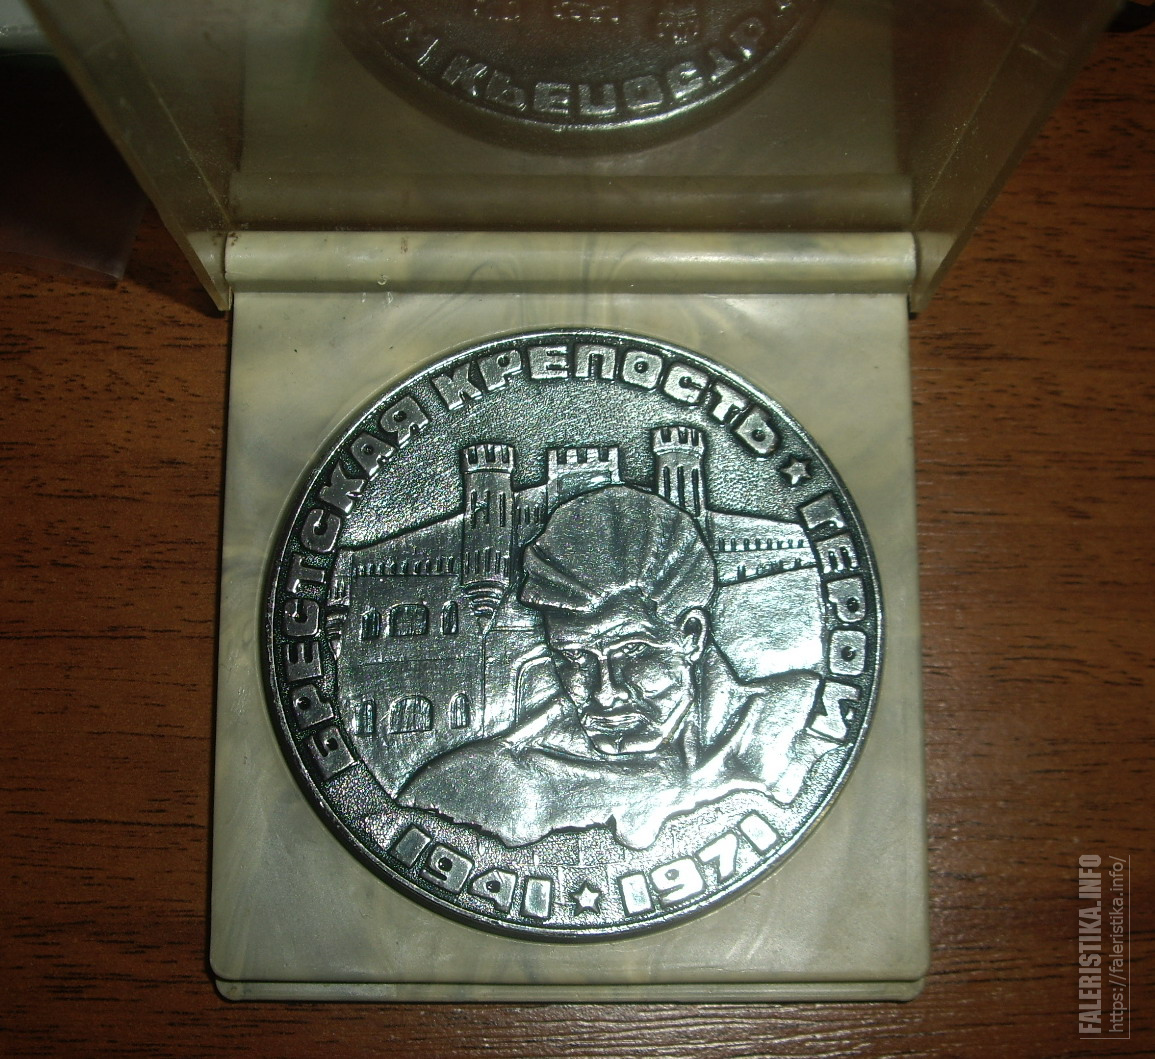 БРЕСТСКАЯ КРЕПОСТЬ ★ ГЕРОЙ
1941 ★ 1971
FALERISTIKA.INFO
https://faleristika.info/